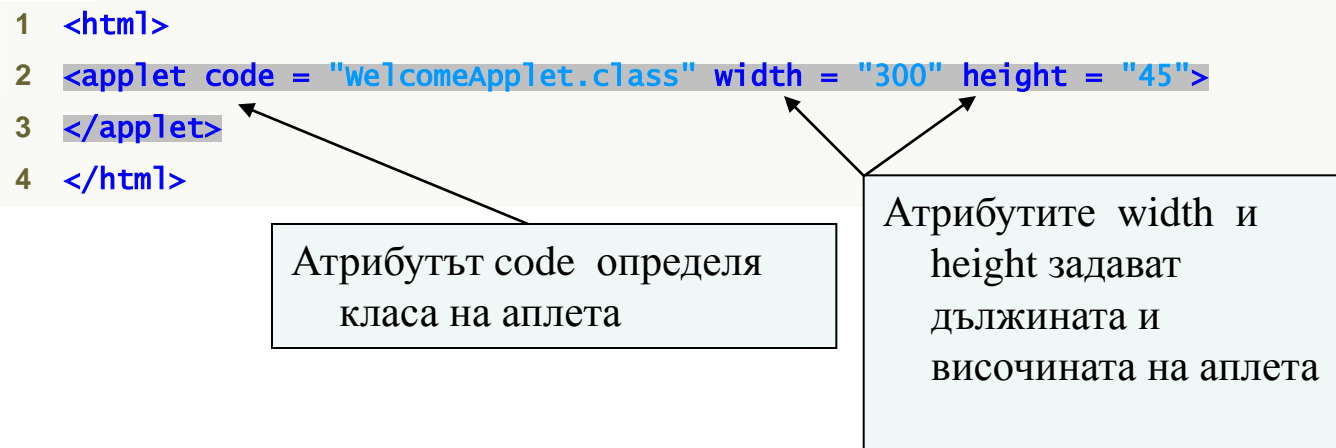 1 <html>
2 <applet code = "WelcomeApplet.class" width = "300" height = "45">
3 </applet>
4 </html>
Атрибутът code определя
класа на аплета
Атрибутите width и
height задават
дължината и
височината на аплета